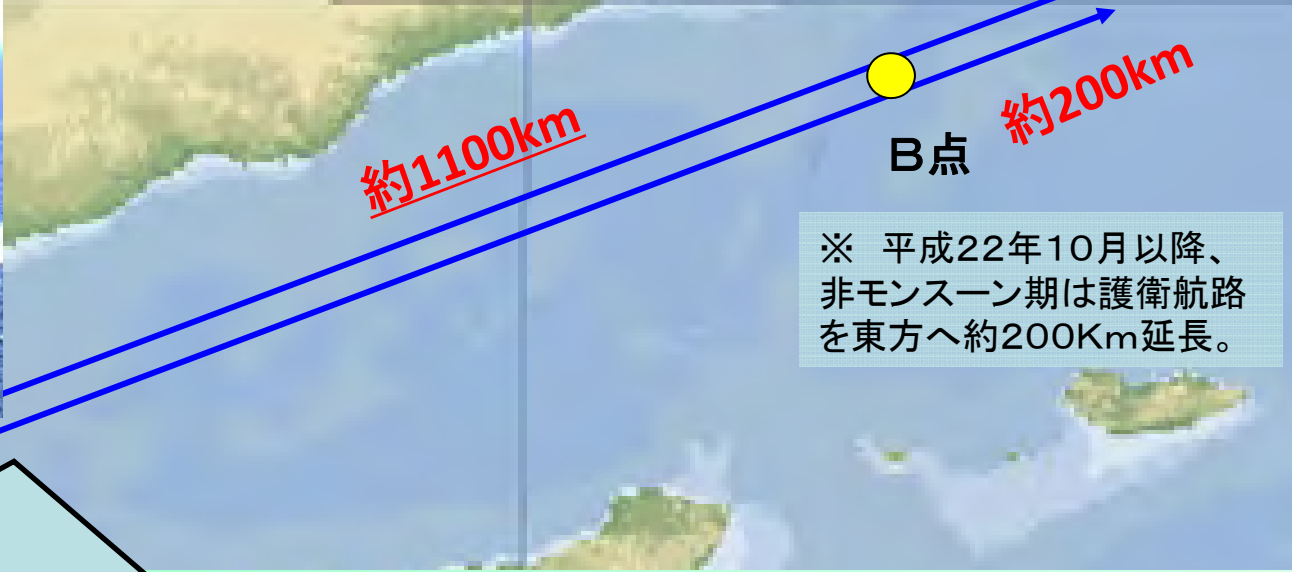 約1100km
約200km
B点
※　平成22年10月以降、
非モンスーン期は護衛航路
を東方へ約200Km延長。